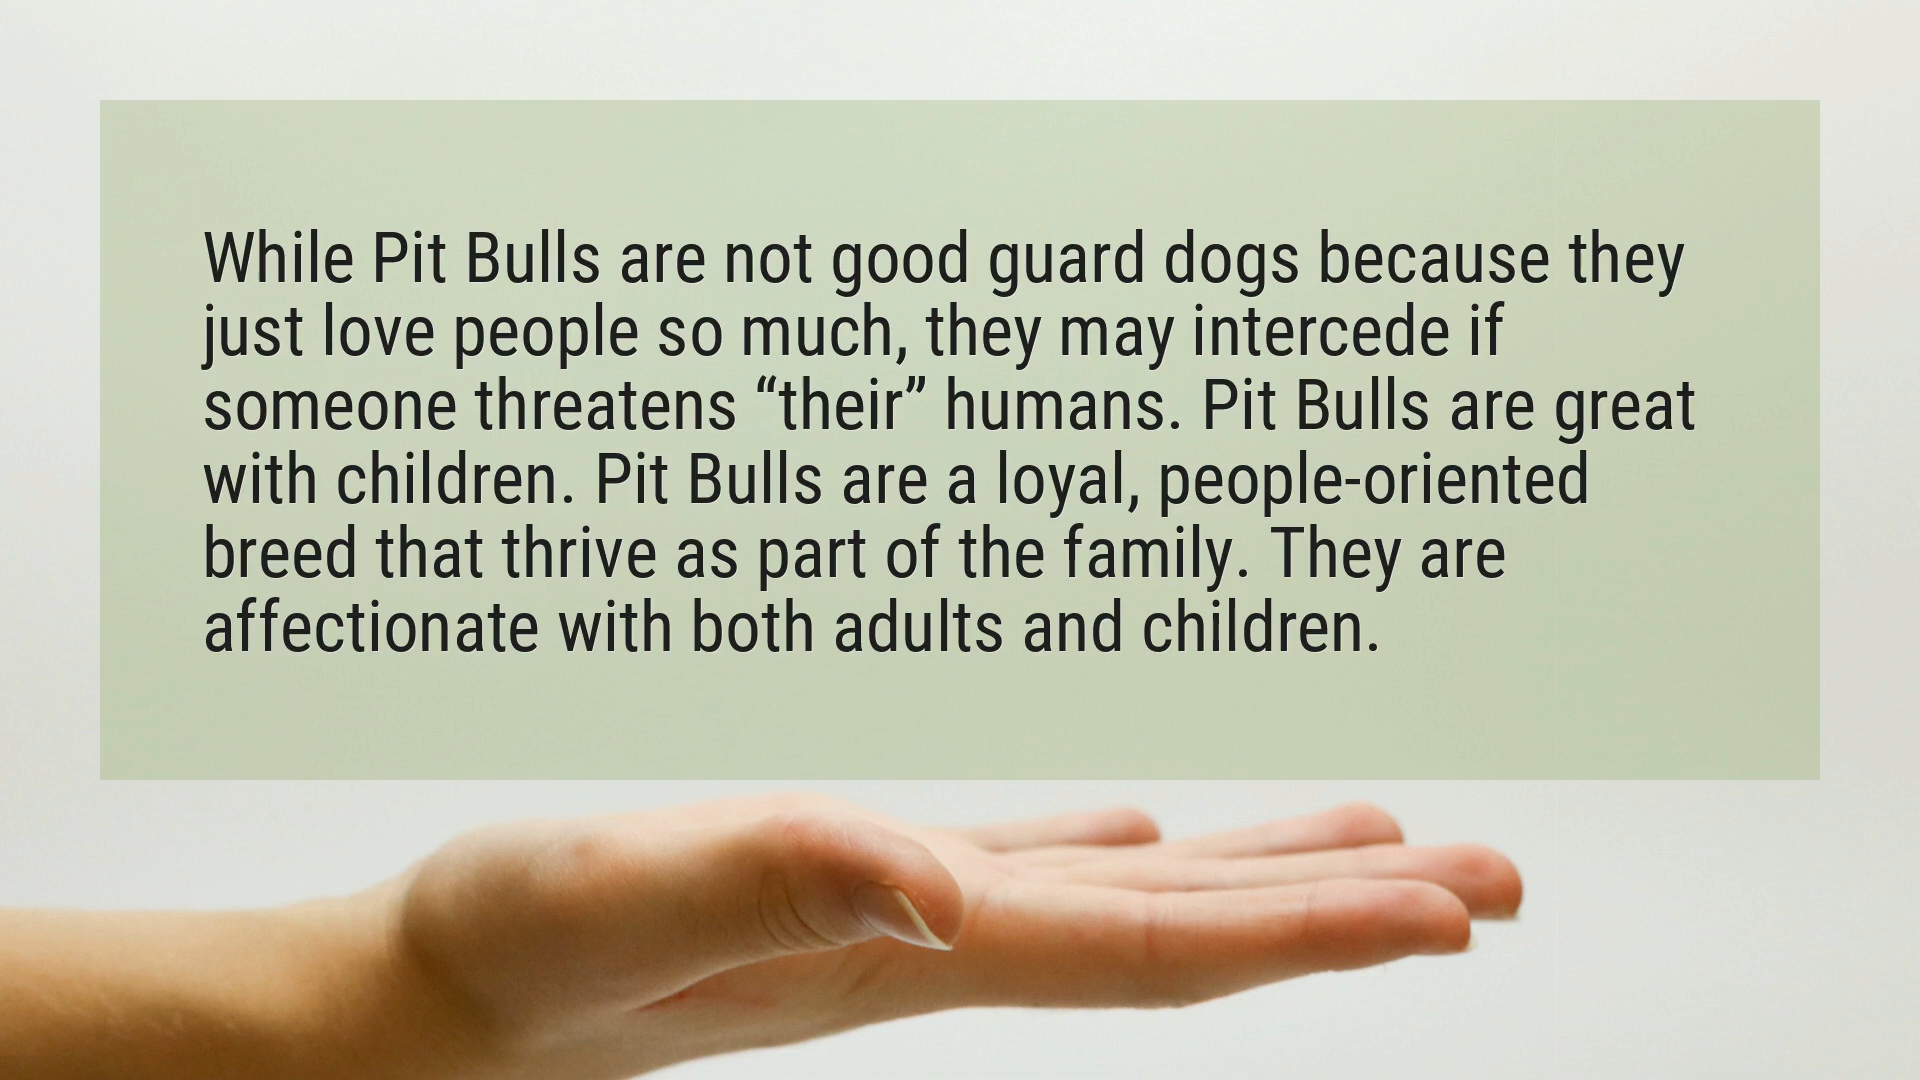 While Pit Bulls are not good guard dogs because they
just love people so much, they may intercede if
someone threatens “their” humans. Pit Bulls are great
with children. Pit Bulls are a loyal, people-oriented
breed that thrive as part of the family. They are
affectionate with both adults and children.